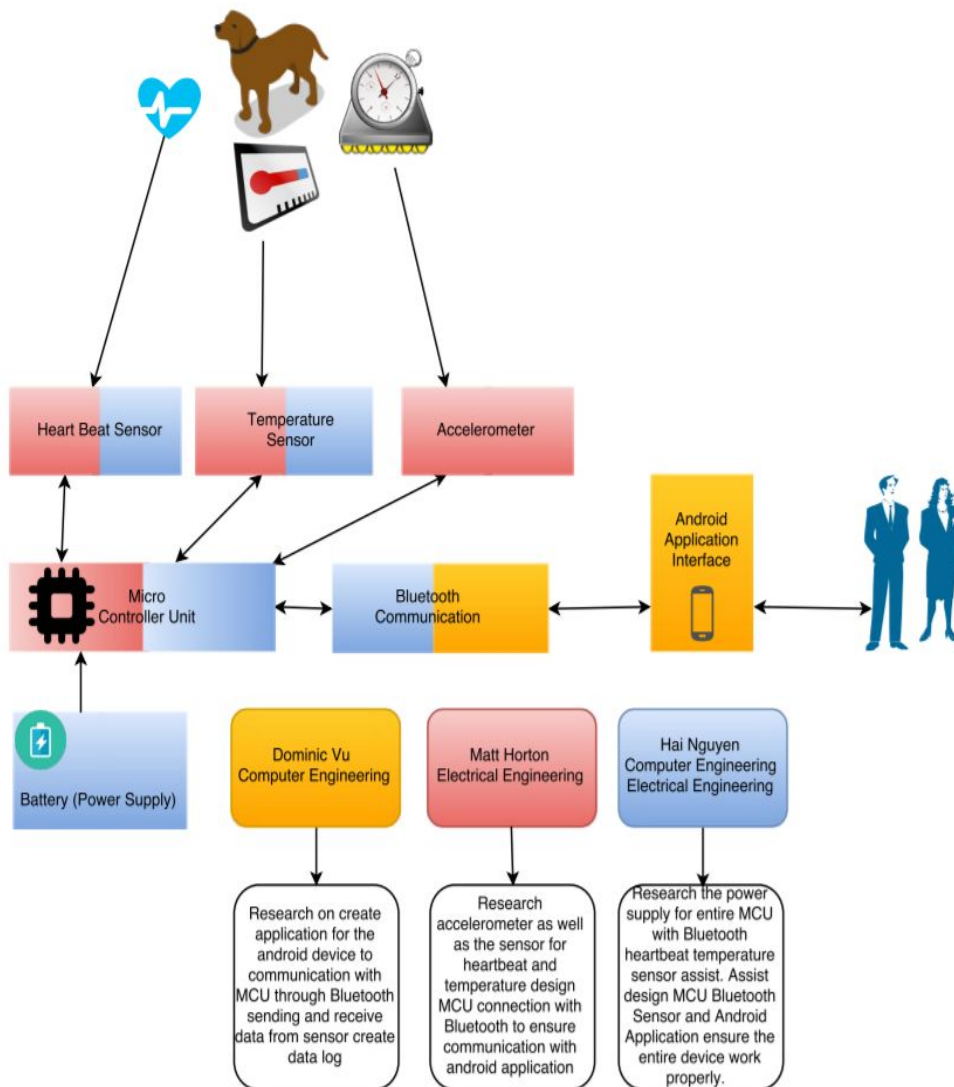 Heart Beat Sensor
Temperature
Sensor
Accelerometer
Android
Application
Interface
Micro
Controller Unit
Bluetooth
Communication
Battery (Power Supply)
Dominic Vu
Computer Engineering
Matt Horton
Electrical Engineering
Hai Nguyen
Computer Engineering
Electrical Engineering
Research on create
application for the
android device to
communication with
MCU through Bluetooth
sending and receive
data from sensor create
data log
Research
accelerometer as well
as the sensor for
heartbeat and
temperature design
MCU connection with
Bluetooth to ensure
communication with
android application
Research the power
supply for entire MCU
with Bluetooth
heartbeat temperature
sensor assist. Assist
design MCU Bluetooth
Sensor and Android
Application ensure the
entire device work
properly.